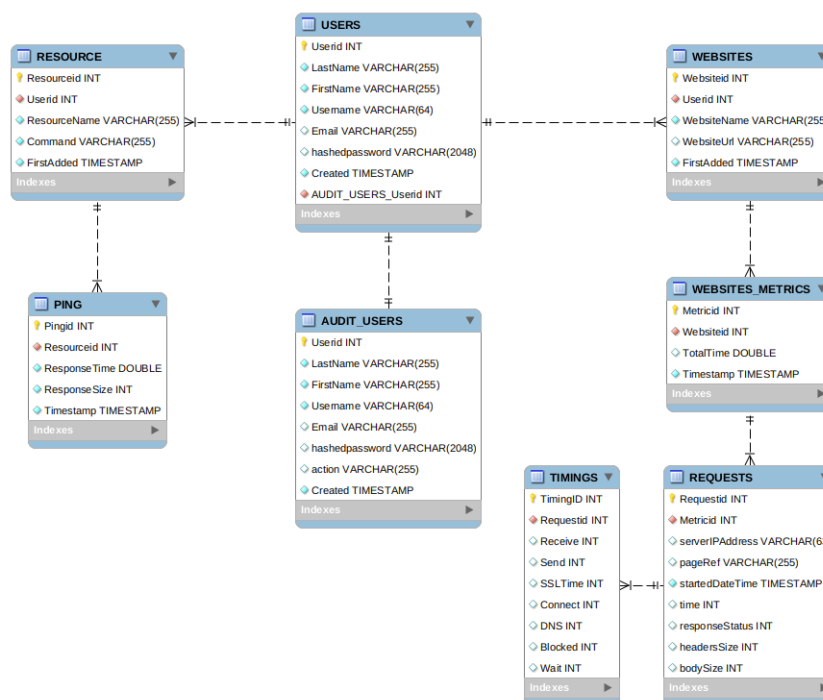 USERS
Userid INT
LastName VARCHAR(255)
FirstName VARCHAR(255)
Username VARCHAR(64)
Email VARCHAR(255)
hashedpassword VARCHAR(2048)
Created TIMESTAMP
AUDIT_USERS_Userid INT
Indexes
RESOURCE
Resourceid INT
Userid INT
ResourceName VARCHAR(255)
Command VARCHAR(255)
FirstAdded TIMESTAMP
Indexes
WEBSITES
Websiteid INT
Userid INT
WebsiteName VARCHAR(255
WebsiteUrl VARCHAR(255)
FirstAdded TIMESTAMP
Indexes
PING
Pingid INT
Resourceid INT
ResponseTime DOUBLE
ResponseSize INT
Timestamp TIMESTAMP
Indexes
AUDIT_USERS
Userid INT
LastName VARCHAR(255)
FirstName VARCHAR(255)
Username VARCHAR(64)
Email VARCHAR(255)
hashedpassword VARCHAR(2048)
action VARCHAR(255)
Created TIMESTAMP
Indexes
WEBSITES_METRICS
Metricid INT
Websiteid INT
TotalTime DOUBLE
Timestamp TIMESTAMP
Indexes
TIMINGS
TimingID INT
Requestid INT
Receive INT
Send INT
SSLTime INT
Connect INT
DNS INT
Blocked INT
Wait INT
Indexes
REQUESTS
Requestid INT
Metricid INT
serverIPAddress VARCHAR(6
pageRef VARCHAR(255)
startedDateTime TIMESTAMP
time INT
responseStatus INT
headersSize INT
bodySize INT
Indexes